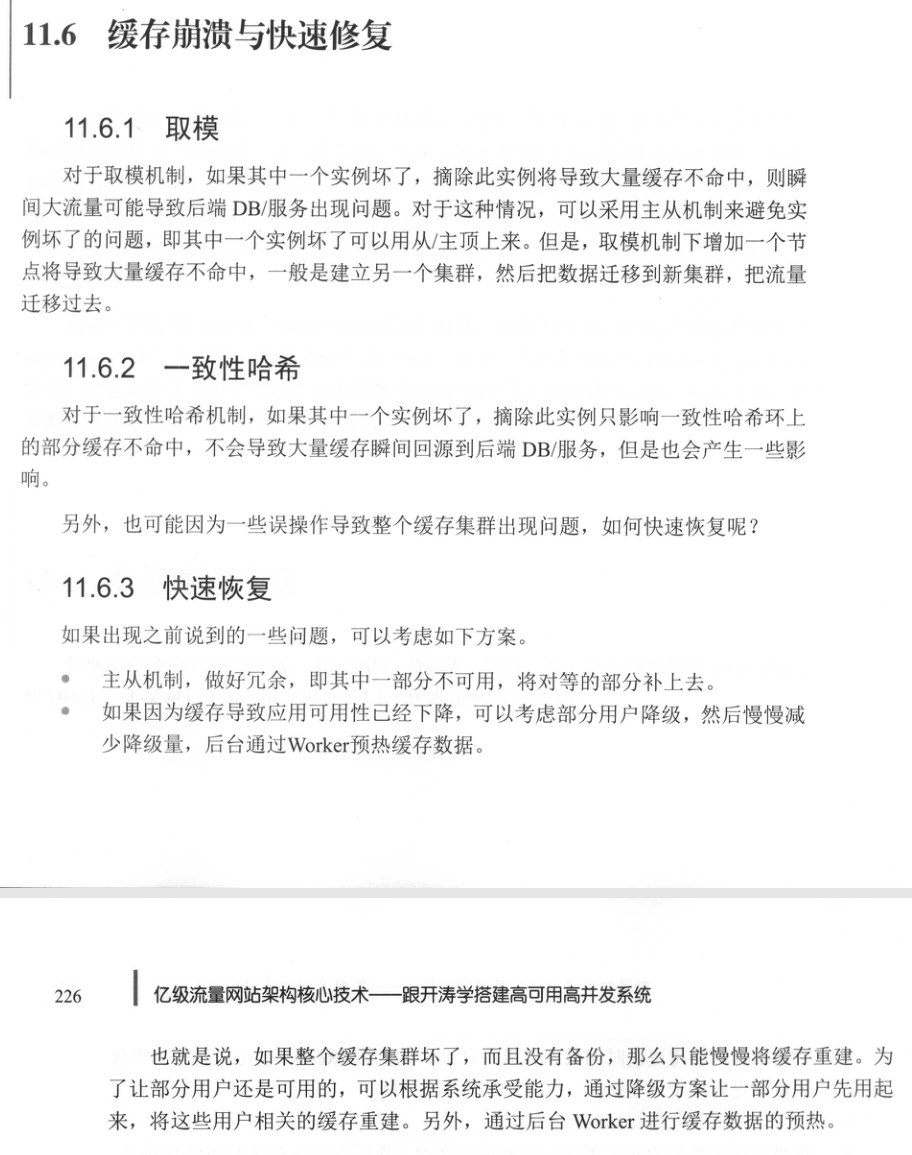 11.6 缓存崩溃与快速修复
11.6.1 取模
对于取模机制，如果其中一个实例坏了，摘除此实例将导致大量缓存不命中，则瞬
间大流量可能导致后端 DB/服务出现问题。对于这种情况，可以采用主从机制来避免实
例坏了的问题，即其中一个实例坏了可以用从/主顶上来。但是，取模机制下增加一个节
点将导致大量缓存不命中，一般是建立另一个集群，然后把数据迁移到新集群，把流量
迁移过去。
11.6.2 一致性哈希
对于一致性哈希机制，如果其中一个实例坏了，摘除此实例只影响一致性哈希环上
的部分缓存不命中，不会导致大量缓存瞬间回源到后端 DB/服务，但是也会产生一些影
响。
另外，也可能因为一些误操作导致整个缓存集群出现问题，如何快速恢复呢？
11.6.3 快速恢复
如果出现之前说到的一些问题，可以考虑如下方案。
• 主从机制，做好冗余，即其中一部分不可用，将对等的部分补上去。
• 如果因为缓存导致应用可用性已经下降，可以考虑部分用户降级，然后慢慢减
少降级量，后台通过Worker预热缓存数据。
226 亿级流量网站架构核心技术——跟开涛学搭建高可用高并发系统
也就是说，如果整个缓存集群坏了，而且没有备份，那么只能慢慢将缓存重建。为
了让部分用户还是可用的，可以根据系统承受能力，通过降级方案让一部分用户先用起
来，将这些用户相关的缓存重建。另外，通过后台 Worker 进行缓存数据的预热。